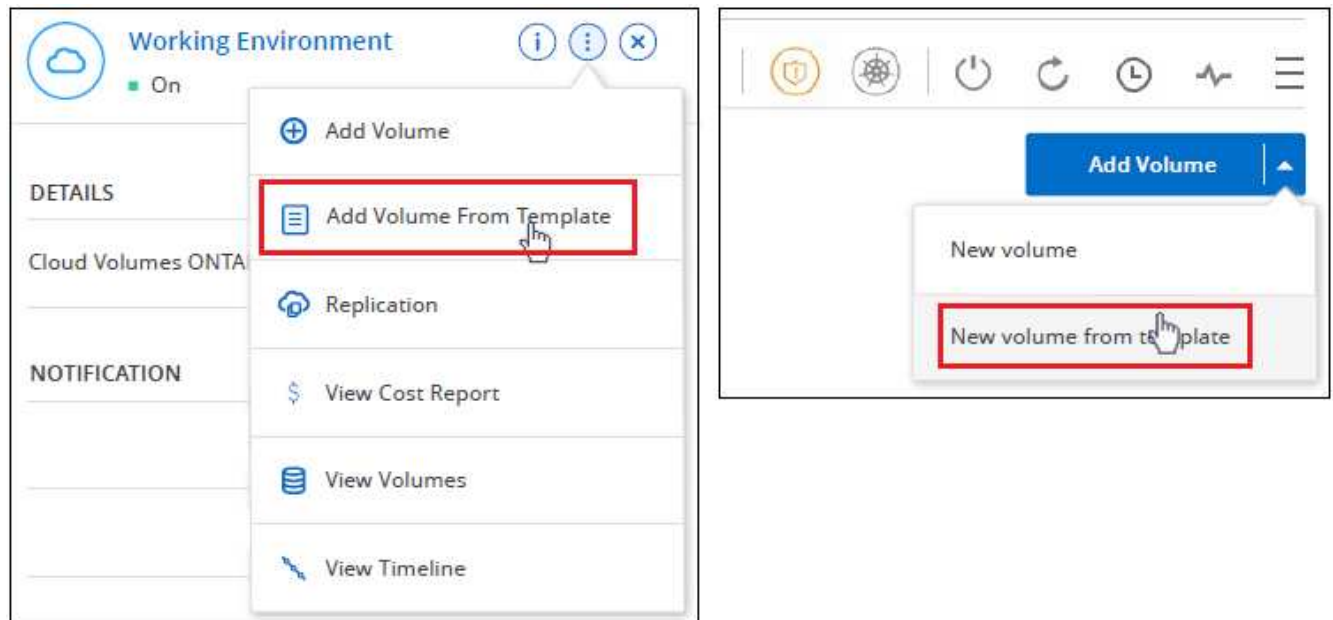 Working Environment
On
Add Volume
DETAILS
Add Volume From Template
Cloud Volumes ONTA
Replication
NOTIFICATION
$ View Cost Report
View Volumes
View Timeline
Add Volume
New volume
New volume from template